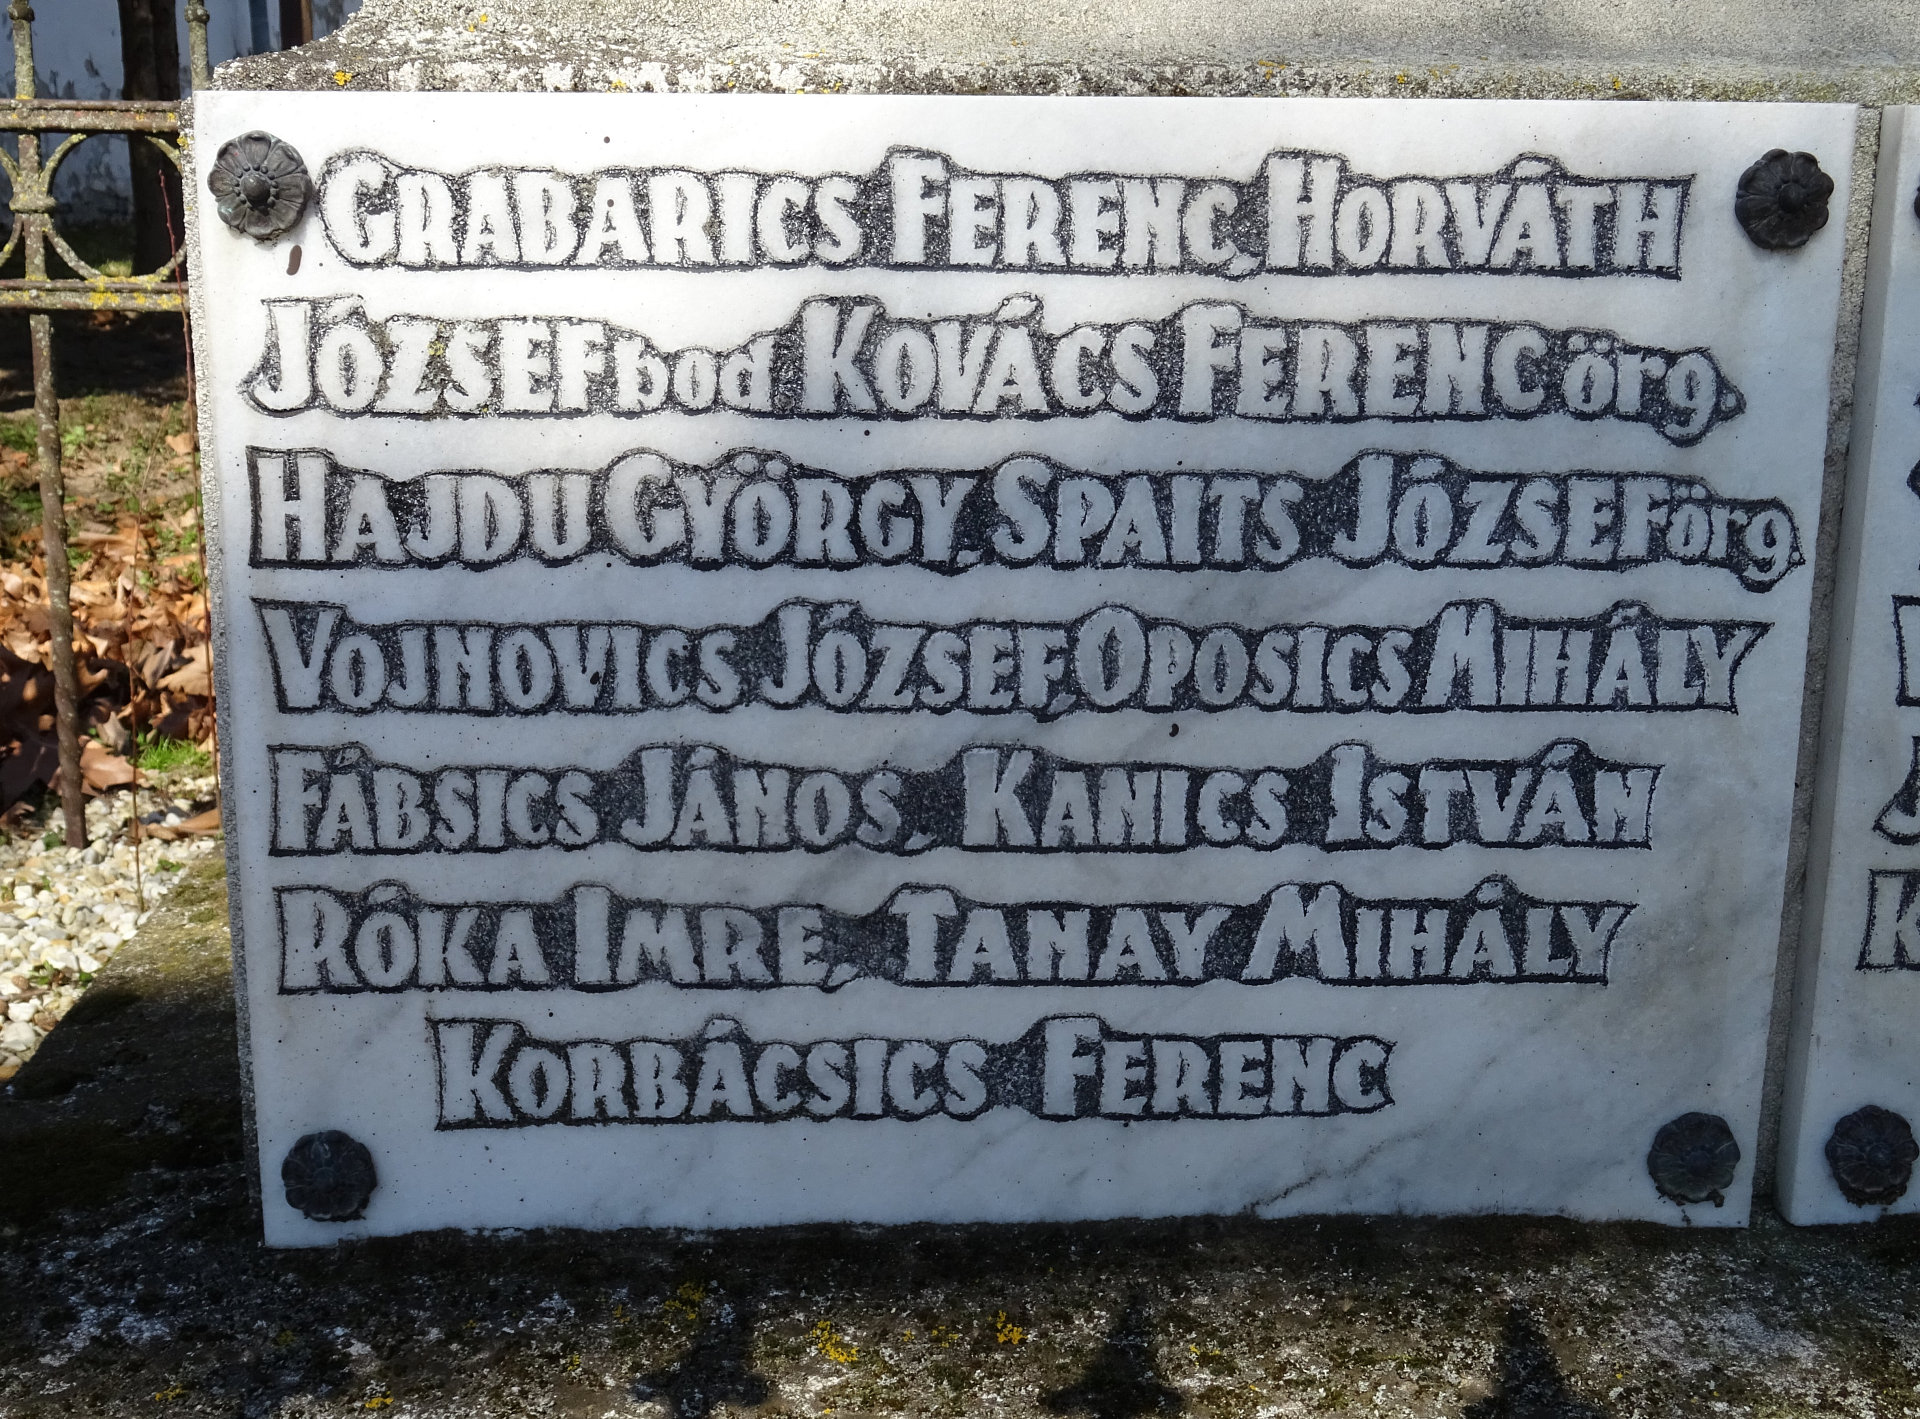 Grabarics Ferenc, Horváth
József bod Kovács Ferenc örg.
Hajdu György. Spaits József örg.
Vojnovics József, Oposics Mihály
Fábsics János, Kanics István
Róka Imre, Tanay Mihály
Korbácsics Ferenc